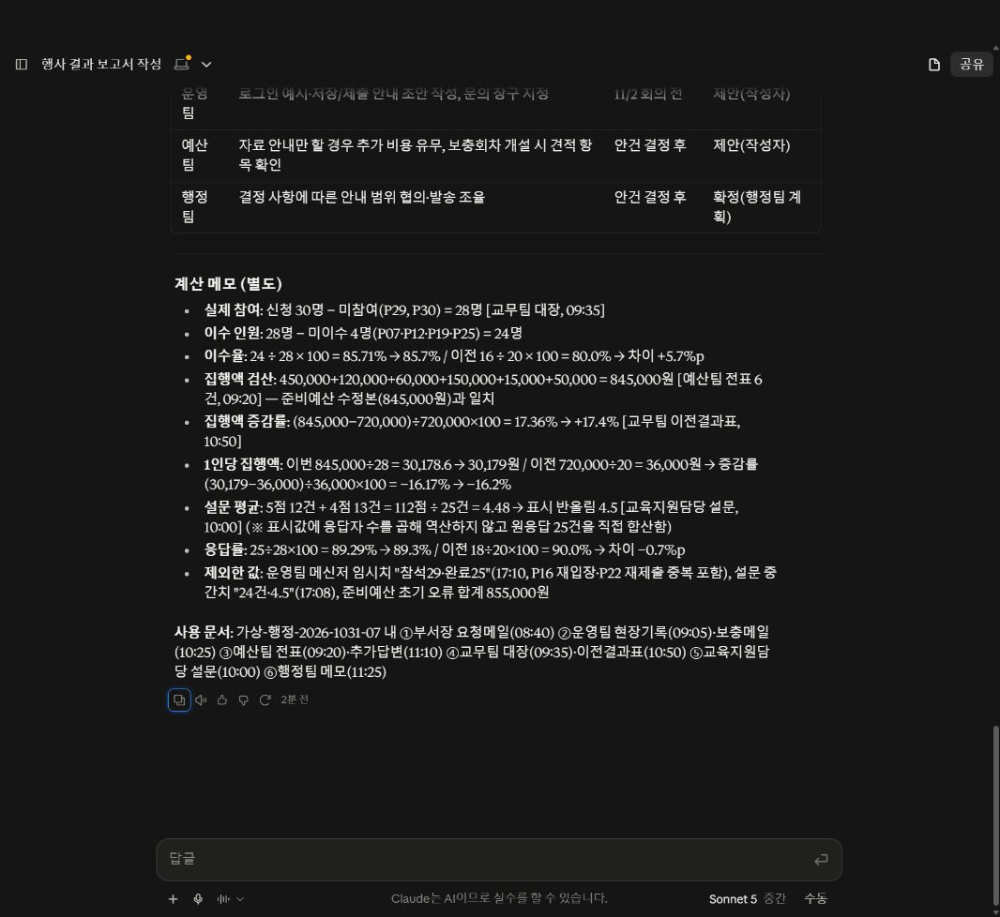 행사 결과 보고서 작성
공유
운영 로그인 예시·저장/제출 안내 초안 작성, 문의 창구 지정 11/2 회의 전 제안(작성자)
팀
예산 자료 안내만 할 경우 추가 비용 유무, 보충회차 개설 시 견적 항 안건 결정 후 제안(작성자)
팀 목 확인
행정 결정 사항에 따른 안내 범위 협의·발송 조율 안건 결정 후 확정(행정팀 계
팀 획)
계산 메모 (별도)
• 실제 참여: 신청 30명 − 미참여(P29, P30) = 28명 [교무팀 대장, 09:35]
• 이수 인원: 28명 − 미이수 4명(P07·P12·P19·P25) = 24명
• 이수율: 24 ÷ 28 × 100 = 85.71% → 85.7% / 이전 16 ÷ 20 × 100 = 80.0% → 차이 +5.7%p
• 집행액 검산: 450,000+120,000+60,000+150,000+15,000+50,000 = 845,000원 [예산팀 전표 6
건, 09:20] — 준비예산 수정본(845,000원)과 일치
• 집행액 증감률: (845,000−720,000)÷720,000×100 = 17.36% → +17.4% [교무팀 이전결과표,
10:50]
• 1인당 집행액: 이번 845,000÷28 = 30,178.6 → 30,179원 / 이전 720,000÷20 = 36,000원 → 증감률
(30,179−36,000)÷36,000×100 = −16.17% → −16.2%
• 설문 평균: 5점 12건 + 4점 13건 = 112점 ÷ 25건 = 4.48 → 표시 반올림 4.5 [교육지원담당 설문,
10:00] (※ 표시값에 응답자 수를 곱해 역산하지 않고 원응답 25건을 직접 합산함)
• 응답률: 25÷28×100 = 89.29% → 89.3% / 이전 18÷20×100 = 90.0% → 차이 −0.7%p
• 제외한 값: 운영팀 메신저 임시치 "참석29·완료25"(17:10, P16 재입장·P22 재제출 중복 포함), 설문 중
간치 "24건·4.5"(17:08), 준비예산 초기 오류 합계 855,000원
사용 문서: 가상-행정-2026-1031-07 내 ①부서장 요청메일(08:40) ②운영팀 현장기록(09:05)·보충메일
(10:25) ③예산팀 전표(09:20)·추가답변(11:10) ④교무팀 대장(09:35)·이전결과표(10:50) ⑤교육지원담
당 설문(10:00) ⑥행정팀 메모(11:25)
2분 전
답글
Claude는 AI이므로 실수를 할 수 있습니다.
Sonnet 5 중간 수동